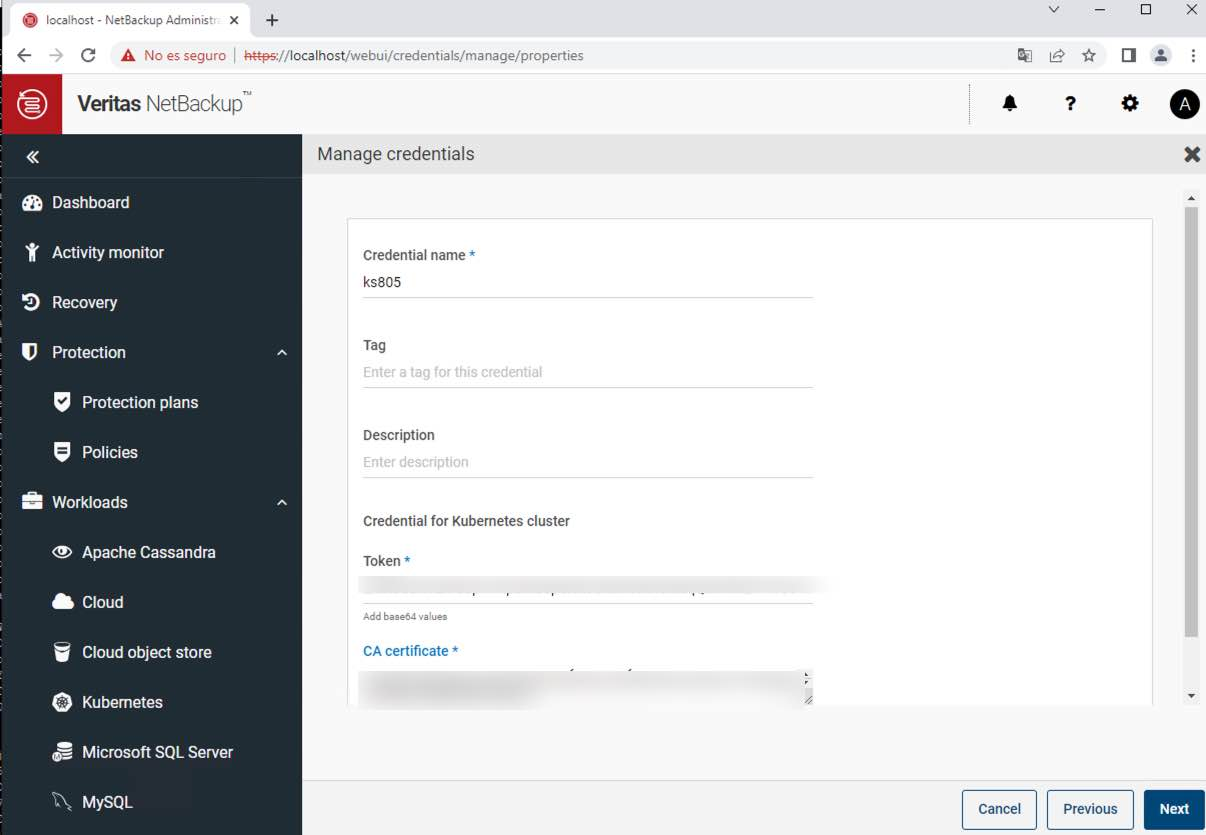 localhost - NetBackup Administra
No es seguro
https://localhost/webui/credentials/manage/properties
Veritas NetBackup™
A
Manage credentials
Dashboard
Activity monitor
Recovery
Protection
Protection plans
Policies
Workloads
Apache Cassandra
Cloud
Cloud object store
Kubernetes
Microsoft SQL Server
MySQL
Credential name *
ks805
Tag
Enter a tag for this credential
Description
Enter description
Credential for Kubernetes cluster
Token *
Add base64 values
CA certificate *
Cancel
Previous
Next